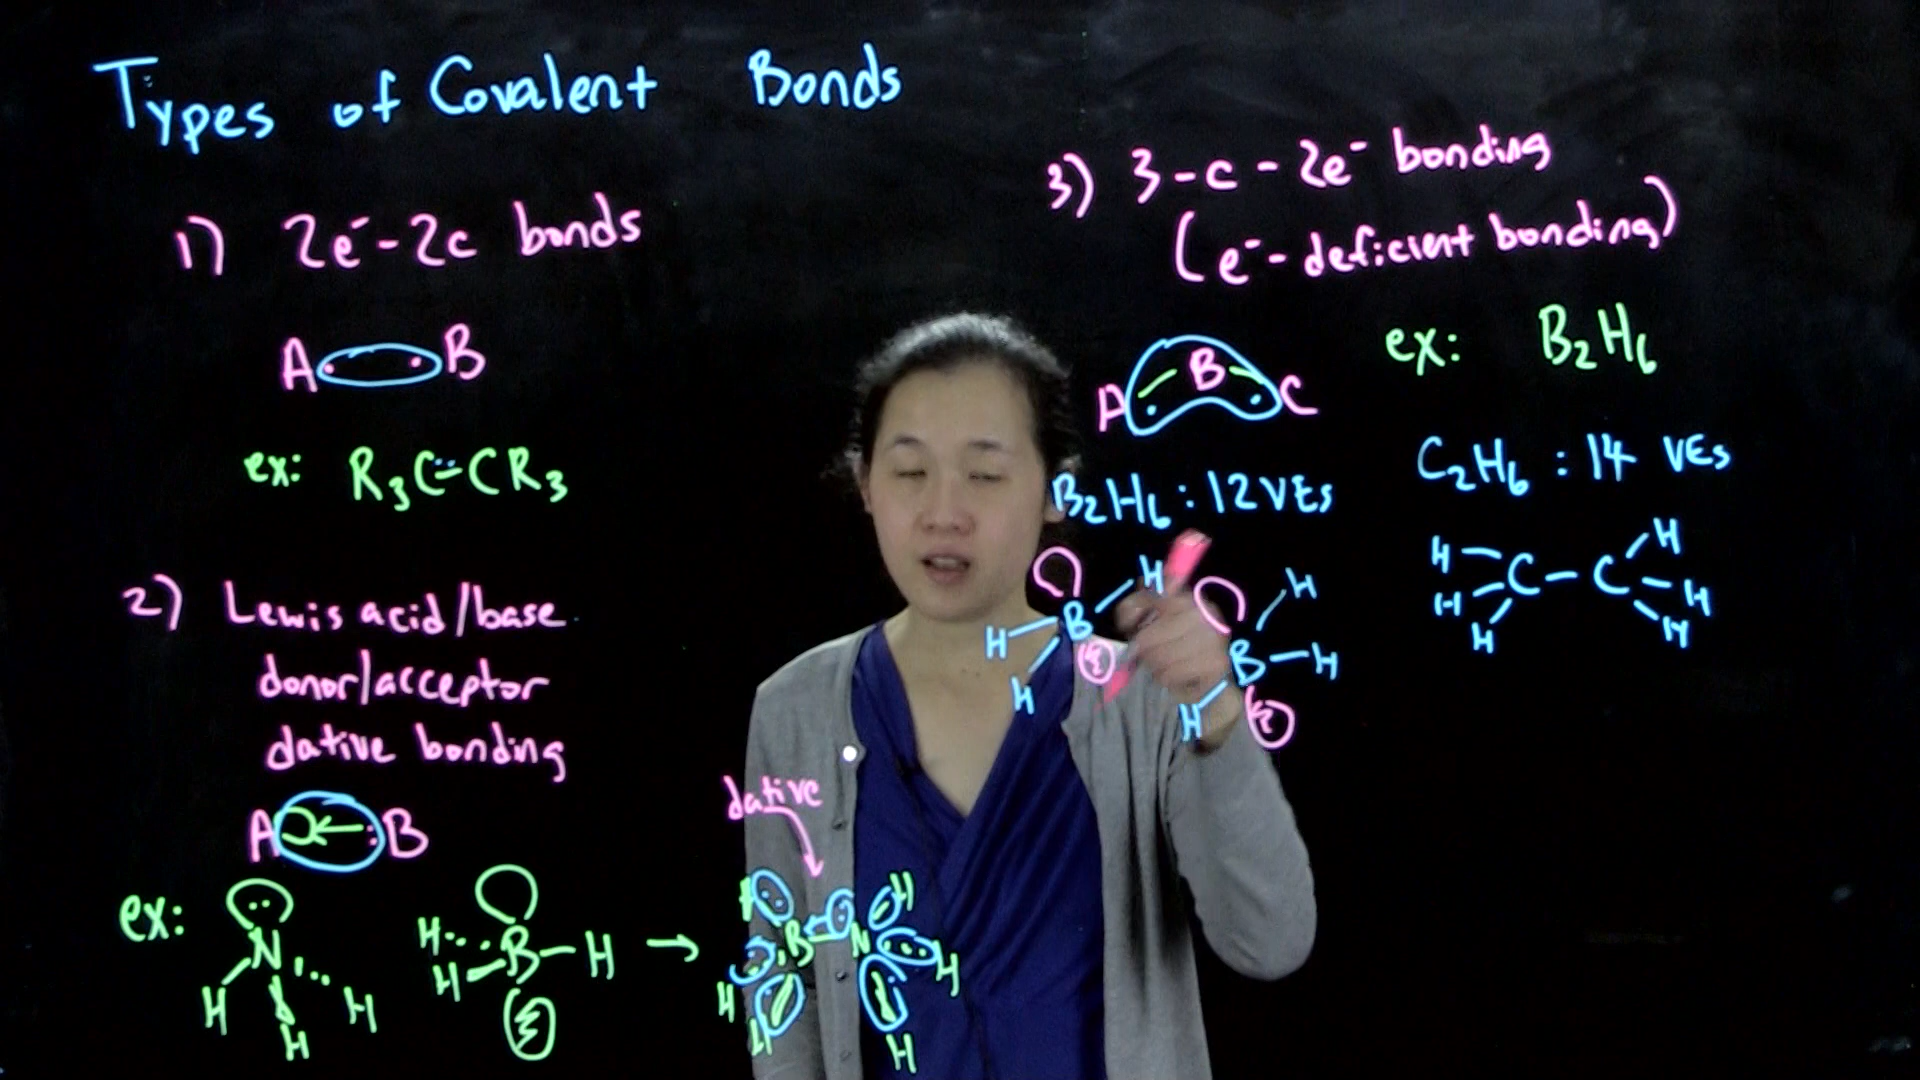 Types of Covalent Bonds
1) 2e⁻-2c bonds
A B
ex: R₃C-CR₃
2) Lewis acid/base
donor/acceptor
dative bonding
A ← :B
ex:
N
H H H
H H B H
→
dative
B N
H H
H H
3) 3-c-2e⁻ bonding
(e⁻-deficient bonding)
A B C
ex: B₂H₆
B₂H₆ : 12 VEs
H B H
H
H
B H
H
C₂H₆ : 14 VEs
H H
H C - C H
H H